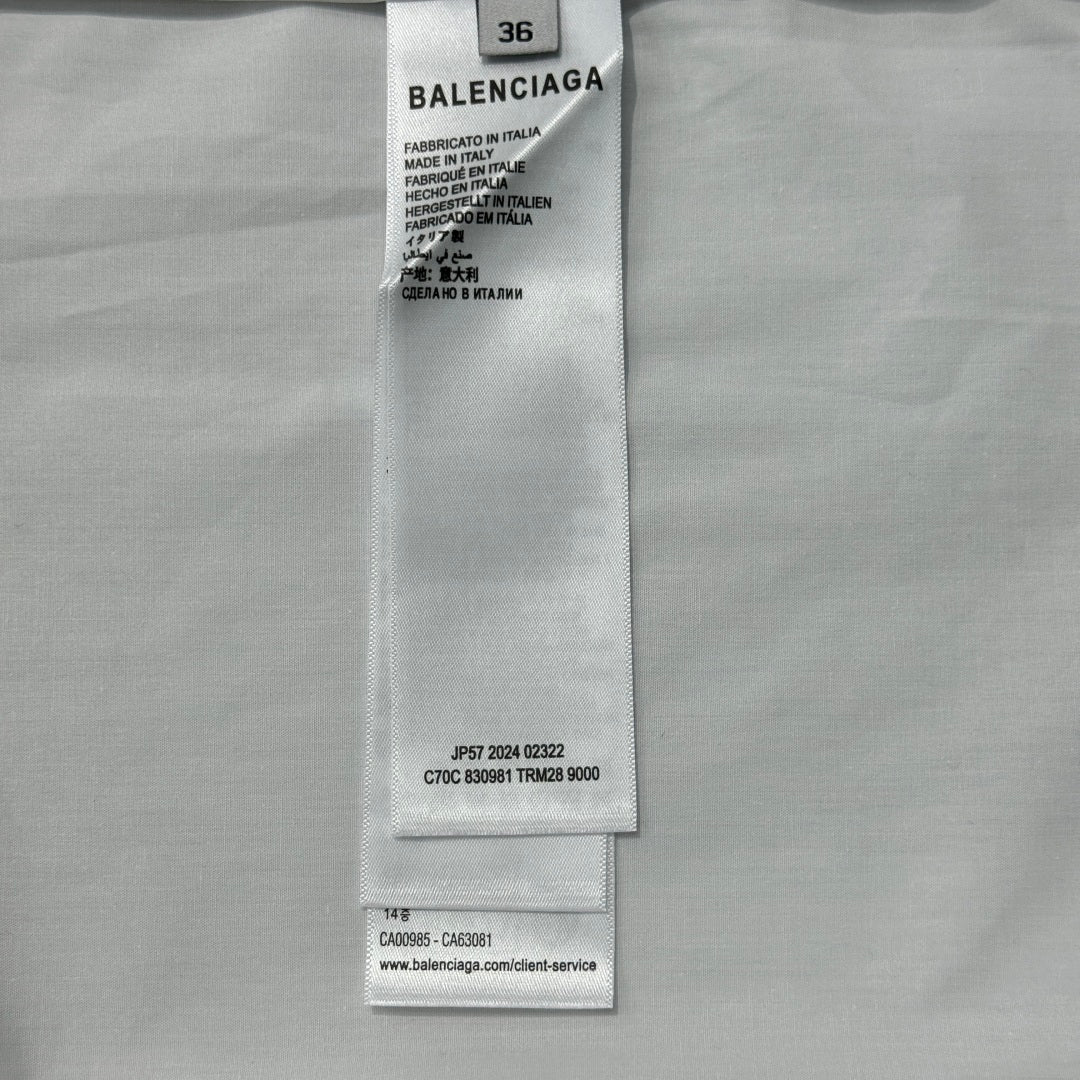 36
BALENCIAGA
FABBRICATO IN ITALIA
MADE IN ITALY
FABRIQUÉ EN ITALIE
HECHO EN ITALIA
HERGESTELLT IN ITALIEN
FABRICADO EM ITÁLIA
イタリア製
صنع في ايطاليا
产地：意大利
СДЕЛАНО В ИТАЛИИ
JP57 2024 02322
C70C 830981 TRM28 9000
14중
CA00985 - CA63081
www.balenciaga.com/client-service